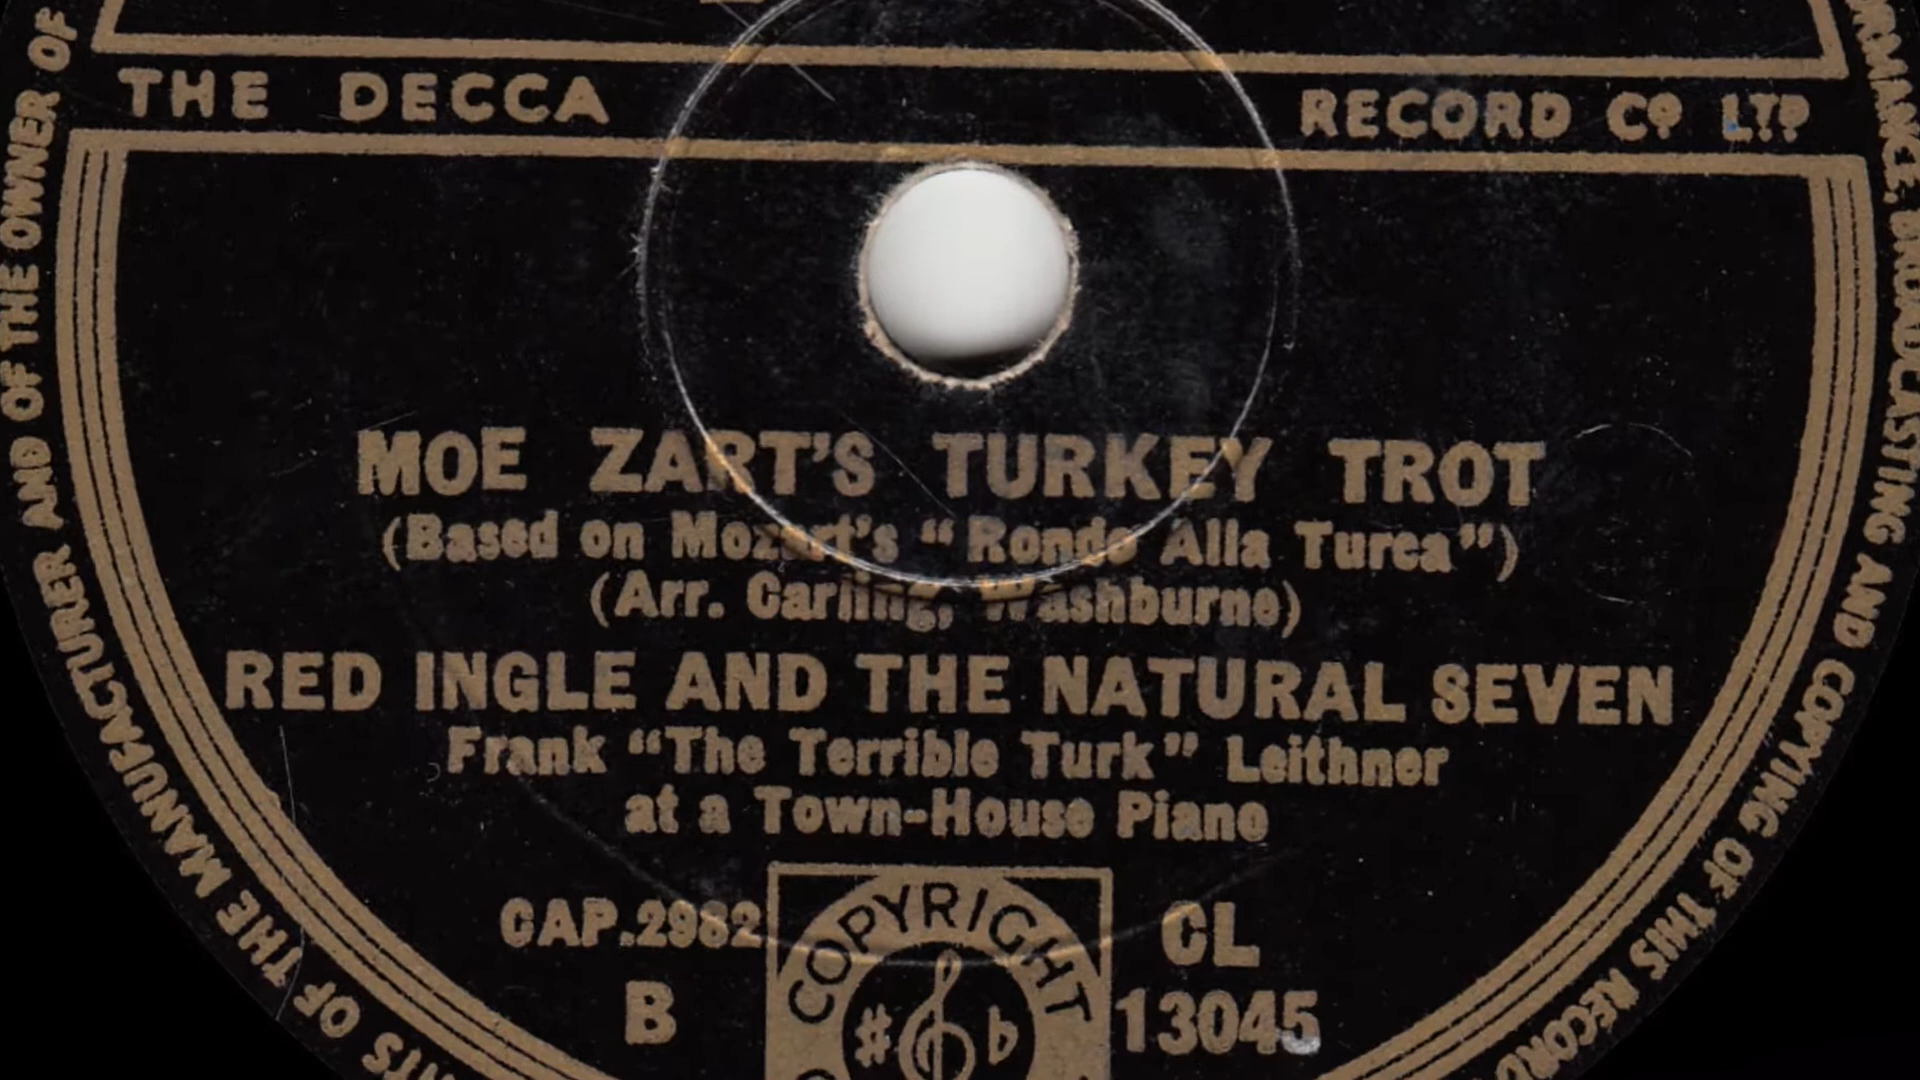 THE DECCA RECORD CO LTD
MOE ZART'S TURKEY TROT
(Based on Mozart's “Rondo Alla Turca”)
(Arr. Carling, Washburne)
RED INGLE AND THE NATURAL SEVEN
Frank “The Terrible Turk” Leithner
at a Town-House Piano
CAP.2982
B
COPYRIGHT
CL
13045
OF THE MANUFACTURER AND OF THE OWNER OF
BROADCASTING AND COPYING OF THIS RECORD